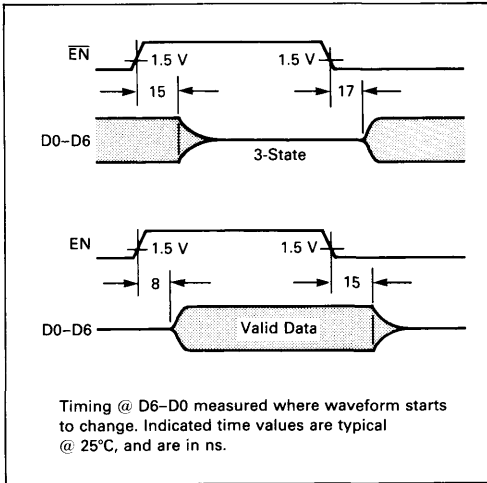 EN
1.5 V 1.5 V
15 17
D0–D6
3-State
EN
1.5 V 1.5 V
8 15
D0–D6 Valid Data
Timing @ D6–D0 measured where waveform starts
to change. Indicated time values are typical
@ 25°C, and are in ns.